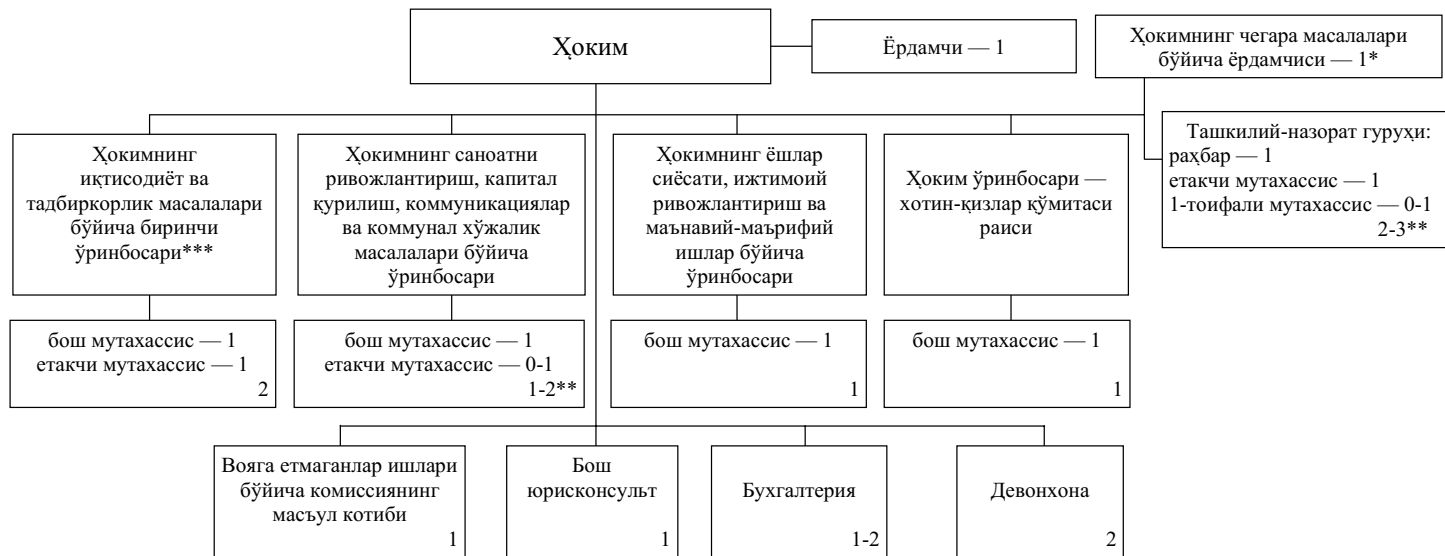 Ҳоким
Ёрдамчи — 1
Ҳокимнинг чегара масалалари
бўйича ёрдамчиси — 1*
Ҳокимнинг
иқтисодиёт ва
тадбиркорлик масалалари
бўйича биринчи
ўринбосари***
Ҳокимнинг саноатни
ривожлантириш, капитал
қурилиш, коммуникациялар
ва коммунал хўжалик
масалалари бўйича
ўринбосари
Ҳокимнинг ёшлар
сиёсати, ижтимоий
ривожлантириш ва
маънавий-маърифий
ишлар бўйича
ўринбосари
Ҳоким ўринбосари —
хотин-қизлар қўмитаси
раиси
Ташкилий-назорат гуруҳи:
раҳбар — 1
етакчи мутахассис — 1
1-тоифали мутахассис — 0-1
2-3**
бош мутахассис — 1
етакчи мутахассис — 1
2
бош мутахассис — 1
етакчи мутахассис — 0-1
1-2**
бош мутахассис — 1
1
бош мутахассис — 1
1
Вояга етмаганлар ишлари
бўйича комиссиянинг
масъул котиби
1
Бош
юрисконсульт
1
Бухгалтерия
1-2
Девонхона
2